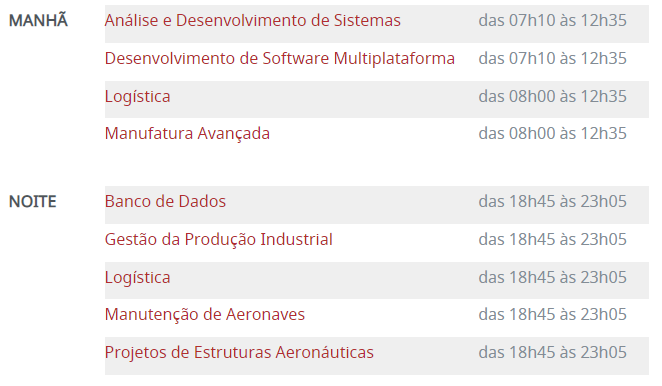 MANHÃ Análise e Desenvolvimento de Sistemas das 07h10 às 12h35
Desenvolvimento de Software Multiplataforma das 07h10 às 12h35
Logística das 08h00 às 12h35
Manufatura Avançada das 08h00 às 12h35
NOITE Banco de Dados das 18h45 às 23h05
Gestão da Produção Industrial das 18h45 às 23h05
Logística das 18h45 às 23h05
Manutenção de Aeronaves das 18h45 às 23h05
Projetos de Estruturas Aeronáuticas das 18h45 às 23h05